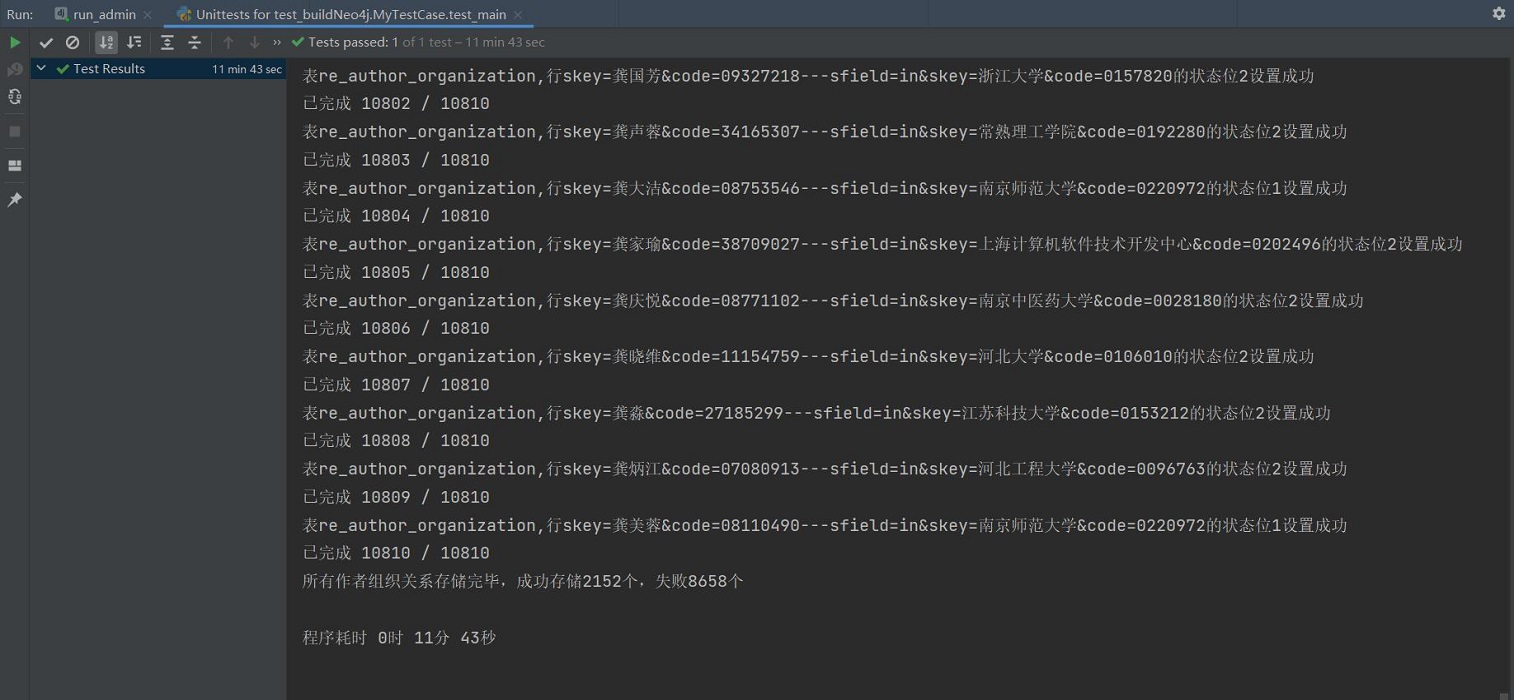 Run: run_admin × Unittests for test_buildNeo4j.MyTestCase.test_main ×
Tests passed: 1 of 1 test – 11 min 43 sec
Test Results 11 min 43 sec
表re_author_organization,行skey=龚国芳&code=09327218---sfield=in&skey=浙江大学&code=0157820的状态位2设置成功
已完成 10802 / 10810
表re_author_organization,行skey=龚声蓉&code=34165307---sfield=in&skey=常熟理工学院&code=0192280的状态位2设置成功
已完成 10803 / 10810
表re_author_organization,行skey=龚大洁&code=08753546---sfield=in&skey=南京师范大学&code=0220972的状态位1设置成功
已完成 10804 / 10810
表re_author_organization,行skey=龚家瑜&code=38709027---sfield=in&skey=上海计算机软件技术开发中心&code=0202496的状态位2设置成功
已完成 10805 / 10810
表re_author_organization,行skey=龚庆悦&code=08771102---sfield=in&skey=南京中医药大学&code=0028180的状态位2设置成功
已完成 10806 / 10810
表re_author_organization,行skey=龚晓维&code=11154759---sfield=in&skey=河北大学&code=0106010的状态位2设置成功
已完成 10807 / 10810
表re_author_organization,行skey=龚淼&code=27185299---sfield=in&skey=江苏科技大学&code=0153212的状态位2设置成功
已完成 10808 / 10810
表re_author_organization,行skey=龚炳江&code=07080913---sfield=in&skey=河北工程大学&code=0096763的状态位2设置成功
已完成 10809 / 10810
表re_author_organization,行skey=龚美蓉&code=08110490---sfield=in&skey=南京师范大学&code=0220972的状态位1设置成功
已完成 10810 / 10810
所有作者组织关系存储完毕，成功存储2152个，失败8658个
程序耗时 0时 11分 43秒